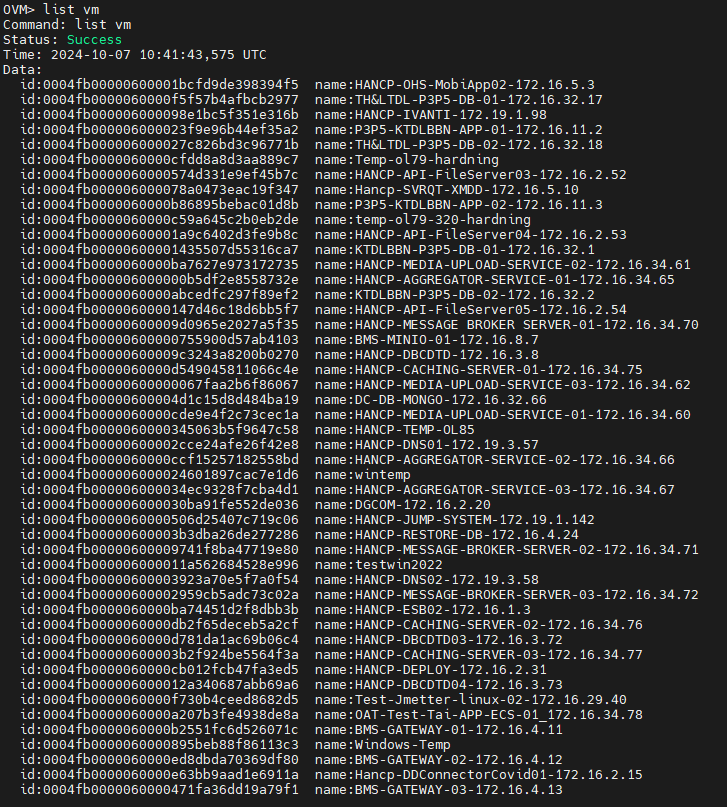 OVM> list vm
Command: list vm
Status: Success
Time: 2024-10-07 10:41:43,575 UTC
Data:
id:0004fb00000600001bcfd9de398394f5 name:HANCP-OHS-MobiApp02-172.16.5.3
id:0004fb0000060000f5f57b4afbcb2977 name:TH&LTDL-P3P5-DB-01-172.16.32.17
id:0004fb000006000098e1bc5f351e316b name:HANCP-IVANTI-172.19.1.98
id:0004fb000006000023f9e96b44ef35a2 name:P3P5-KTDLBBN-APP-01-172.16.11.2
id:0004fb000006000027c826bd3c96771b name:TH&LTDL-P3P5-DB-02-172.16.32.18
id:0004fb0000060000cfdd8a8d3aa889c7 name:Temp-ol79-hardning
id:0004fb0000060000574d331e9ef45b7c name:HANCP-API-FileServer03-172.16.2.52
id:0004fb000006000078a0473eac19f347 name:Hancp-SVRQT-XMDD-172.16.5.10
id:0004fb0000060000b86895bebac01d8b name:P3P5-KTDLBBN-APP-02-172.16.11.3
id:0004fb0000060000c59a645c2b0eb2de name:temp-ol79-320-hardning
id:0004fb00000600001a9c6402d3fe9b8c name:HANCP-API-FileServer04-172.16.2.53
id:0004fb00000600001435507d55316ca7 name:KTDLBBN-P3P5-DB-01-172.16.32.1
id:0004fb0000060000ba7627e973172735 name:HANCP-MEDIA-UPLOAD-SERVICE-02-172.16.34.61
id:0004fb00000600000b5df2e8558732e name:HANCP-AGGREGATOR-SERVICE-01-172.16.34.65
id:0004fb0000060000abcedfc297f89ef2 name:KTDLBBN-P3P5-DB-02-172.16.32.2
id:0004fb0000060000147d46c18d6bb5f7 name:HANCP-API-FileServer05-172.16.2.54
id:0004fb00000600009d0965e2027a5f35 name:HANCP-MESSAGE BROKER SERVER-01-172.16.34.70
id:0004fb0000060000755900d57ab4103 name:BMS-MINIO-01-172.16.8.7
id:0004fb00000600009c3243a8200b0270 name:HANCP-DBCDTD-172.16.3.8
id:0004fb0000060000d549045811066c4e name:HANCP-CACHING-SERVER-01-172.16.34.75
id:0004fb0000060000067faa2b6f86067 name:HANCP-MEDIA-UPLOAD-SERVICE-03-172.16.34.62
id:0004fb00000600004d1c15d8d484ba19 name:DC-DB-MONGO-172.16.32.66
id:0004fb0000060000cde9e4f2c73cec1a name:HANCP-MEDIA-UPLOAD-SERVICE-01-172.16.34.60
id:0004fb0000060000345063b5f9647c58 name:HANCP-TEMP-OL85
id:0004fb00000600002cce24afe26f42e8 name:HANCP-DNS01-172.19.3.57
id:0004fb0000060000ccf15257182558bd name:HANCP-AGGREGATOR-SERVICE-02-172.16.34.66
id:0004fb000006000024601897cac7e1d6 name:wintemp
id:0004fb000006000034ec9328f7cba4d1 name:HANCP-AGGREGATOR-SERVICE-03-172.16.34.67
id:0004fb000006000030ba91fe552de036 name:DGCOM-172.16.2.20
id:0004fb0000060000506d25407c719c06 name:HANCP-JUMP-SYSTEM-172.19.1.142
id:0004fb00000600003b3dba26de277286 name:HANCP-RESTORE-DB-172.16.4.24
id:0004fb00000600009741f8ba47719e80 name:HANCP-MESSAGE-BROKER-SERVER-02-172.16.34.71
id:0004fb000006000011a562684528e996 name:testwin2022
id:0004fb00000600003923a70e5f7a0f54 name:HANCP-DNS02-172.19.3.58
id:0004fb00000600002959cb5adc73c02a name:HANCP-MESSAGE-BROKER-SERVER-03-172.16.34.72
id:0004fb0000060000ba74451d2f8dbb3b name:HANCP-ESB02-172.16.1.3
id:0004fb0000060000db2f65deceb5a2cf name:HANCP-CACHING-SERVER-02-172.16.34.76
id:0004fb0000060000d781da1ac69b06c4 name:HANCP-DBCDTD03-172.16.3.72
id:0004fb00000600003b2f924be5564f3a name:HANCP-CACHING-SERVER-03-172.16.34.77
id:0004fb0000060000cb012fcb47fa3ed5 name:HANCP-DEPLOY-172.16.2.31
id:0004fb000006000012a340687abb69a6 name:HANCP-DBCDTD04-172.16.3.73
id:0004fb0000060000f730b4ceed8682d5 name:Test-Jmetter-linux-02-172.16.29.40
id:0004fb0000060000a207b3fe4938de8a name:OAT-Test-Tai-APP-ECS-01_172.16.34.78
id:0004fb0000060000b2551fc6d526071c name:BMS-GATEWAY-01-172.16.4.11
id:0004fb0000060000895beb88f86113c3 name:Windows-Temp
id:0004fb0000060000ed8dbda70369df80 name:BMS-GATEWAY-02-172.16.4.12
id:0004fb0000060000e63bb9aad1e6911a name:Hancp-DDConnectorCovid01-172.16.2.15
id:0004fb0000060000471fa36dd19a79f1 name:BMS-GATEWAY-03-172.16.4.13